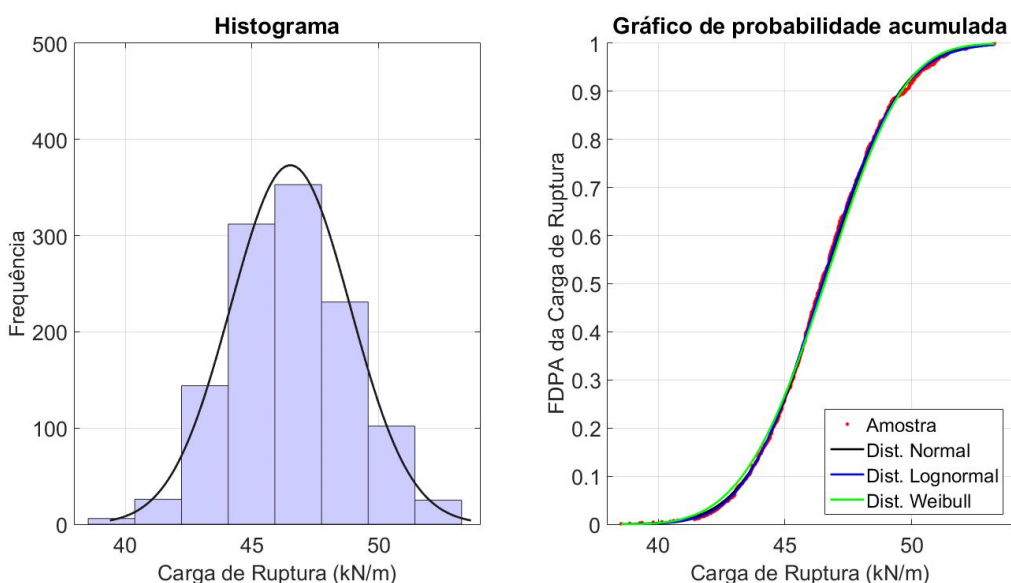 Histograma
500
400
300
200
100
0
Frequência
40 45 50
Carga de Ruptura (kN/m)
Gráfico de probabilidade acumulada
1
0.9
0.8
0.7
0.6
0.5
0.4
0.3
0.2
0.1
0
FDPA da Carga de Ruptura
Amostra
Dist. Normal
Dist. Lognormal
Dist. Weibull
40 45 50
Carga de Ruptura (kN/m)